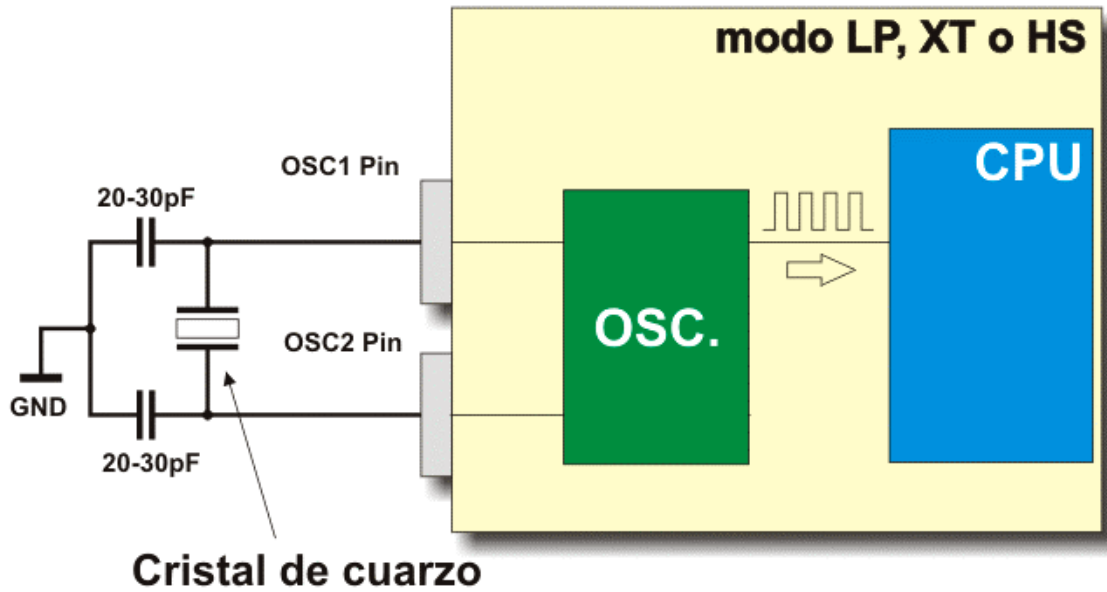 modo LP, XT o HS
CPU
OSC1 Pin
20-30pF
OSC.
OSC2 Pin
GND
20-30pF
Cristal de cuarzo